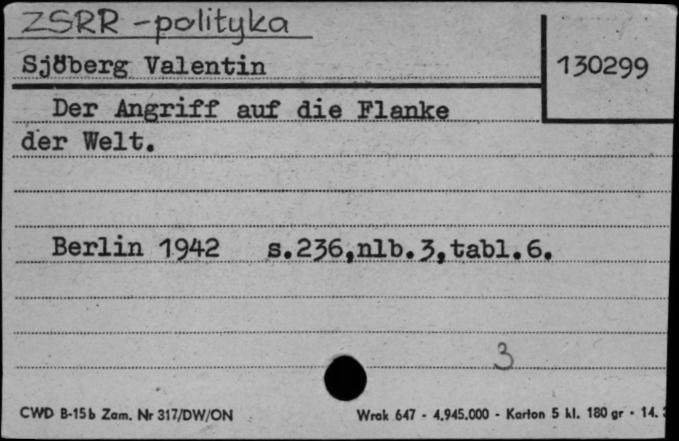 ZSRR - polityka
Sjöberg Valentin
130299
Der Angriff auf die Flanke
der Welt.
Berlin 1942 s.236,nlb.3,tabl.6.
3
CWD B-15b Zam. Nr 317/DW/ON
Wrak 647 - 4.945.000 - Karton 5 kl. 180 gr - 14.